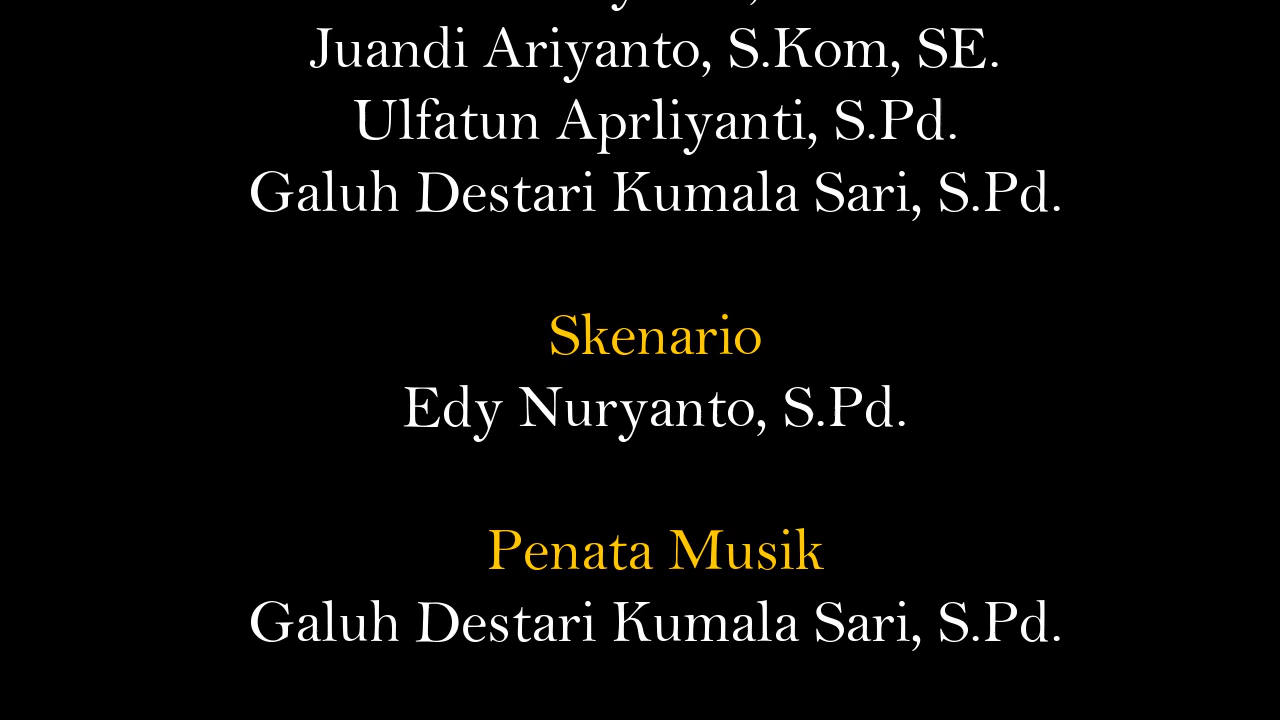 Juandi Ariyanto, S.Kom, SE.
Ulfatun Aprliyanti, S.Pd.
Galuh Destari Kumala Sari, S.Pd.
Skenario
Edy Nuryanto, S.Pd.
Penata Musik
Galuh Destari Kumala Sari, S.Pd.